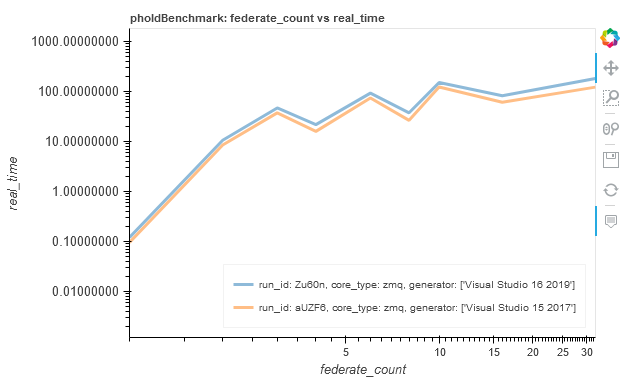 pholdBenchmark: federate_count vs real_time
1000.00000000
100.00000000
10.00000000
1.00000000
0.10000000
0.01000000
real_time
run_id: Zu60n, core_type: zmq, generator: ['Visual Studio 16 2019']
run_id: aUZF6, core_type: zmq, generator: ['Visual Studio 15 2017']
5 10 15 20 25 30
federate_count